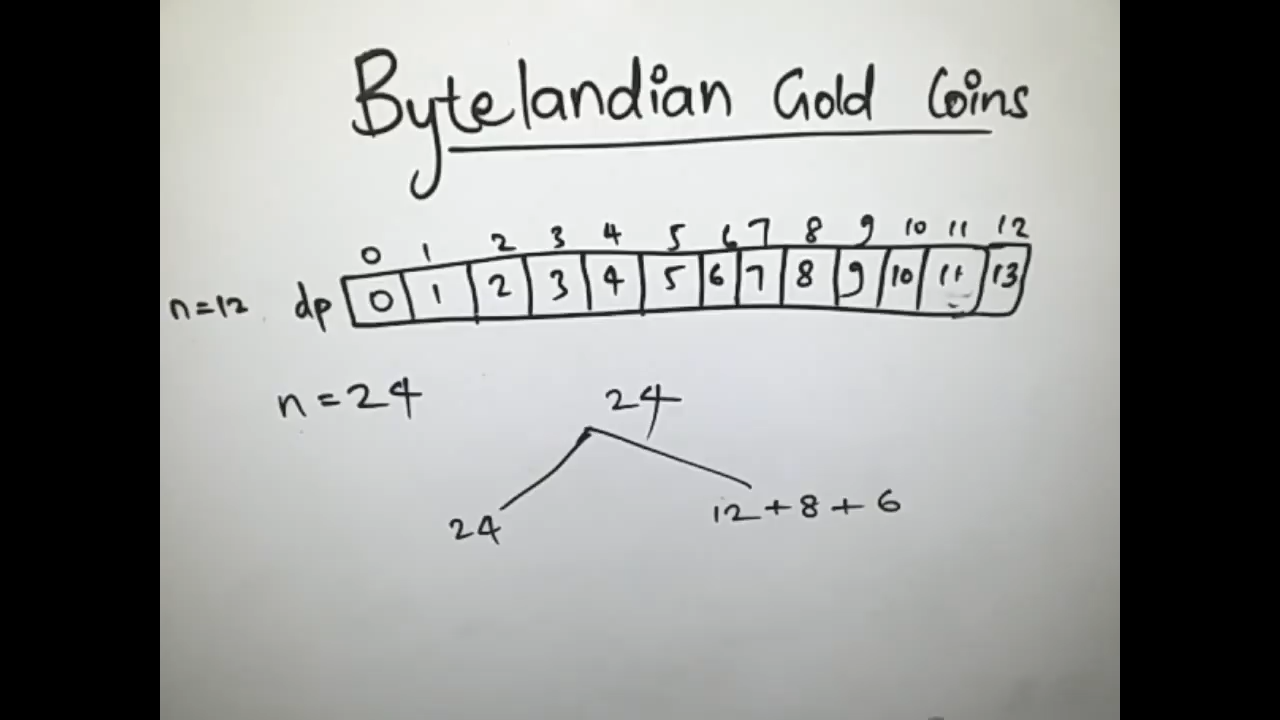 Bytelandian Gold Coins
0 1 2 3 4 5 6 7 8 9 10 11 12
n=12 dp 0 1 2 3 4 5 6 7 8 9 10 11 13
n=24 24
24 12+8+6